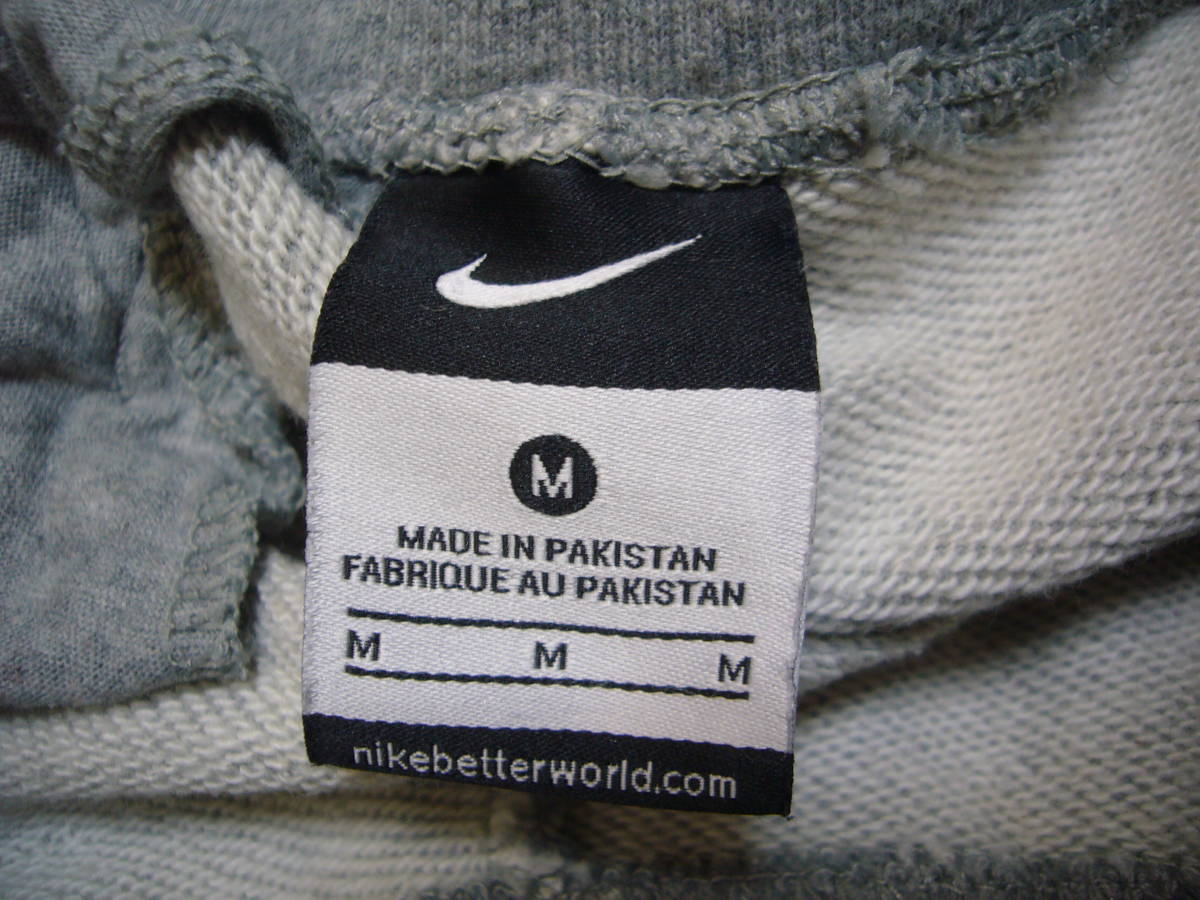 M
MADE IN PAKISTAN
FABRIQUE AU PAKISTAN
M M M
nikebetterworld.com